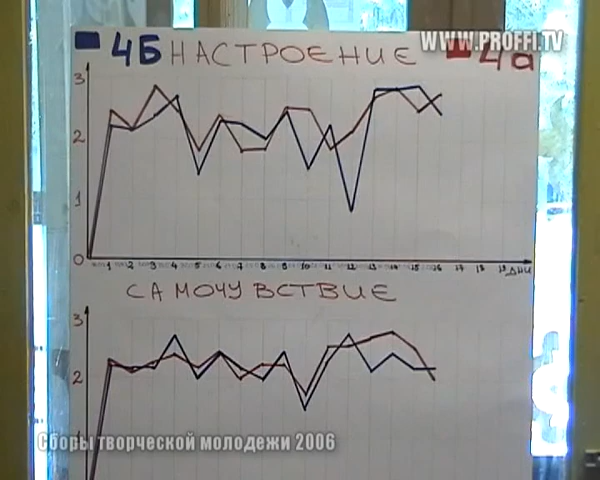 4Б НАСТРОЕНИЕ 4а
WWW.PROFFI.TV
3
2
1
0
1 2 3 4 5 6 7 8 9 10 11 12 13 14 15 16 17 18 19 ДНИ
САМОЧУВСТВИЕ
3
2
1
Сборы творческой молодежи 2006